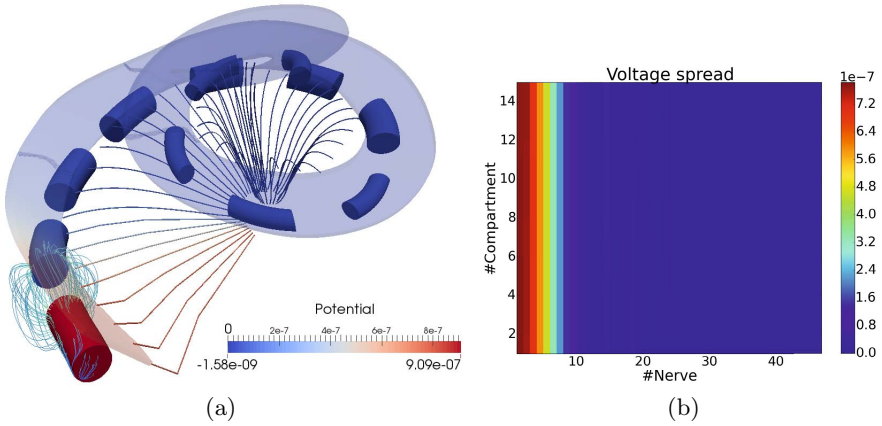 Potential
0 2e-7 4e-7 6e-7 8e-7
-1.58e-09 9.09e-07
(a)
Voltage spread
#Compartment
14
12
10
8
6
4
2
10 20 30 40
#Nerve
1e−7
7.2
6.4
5.6
4.8
4.0
3.2
2.4
1.6
0.8
0.0
(b)